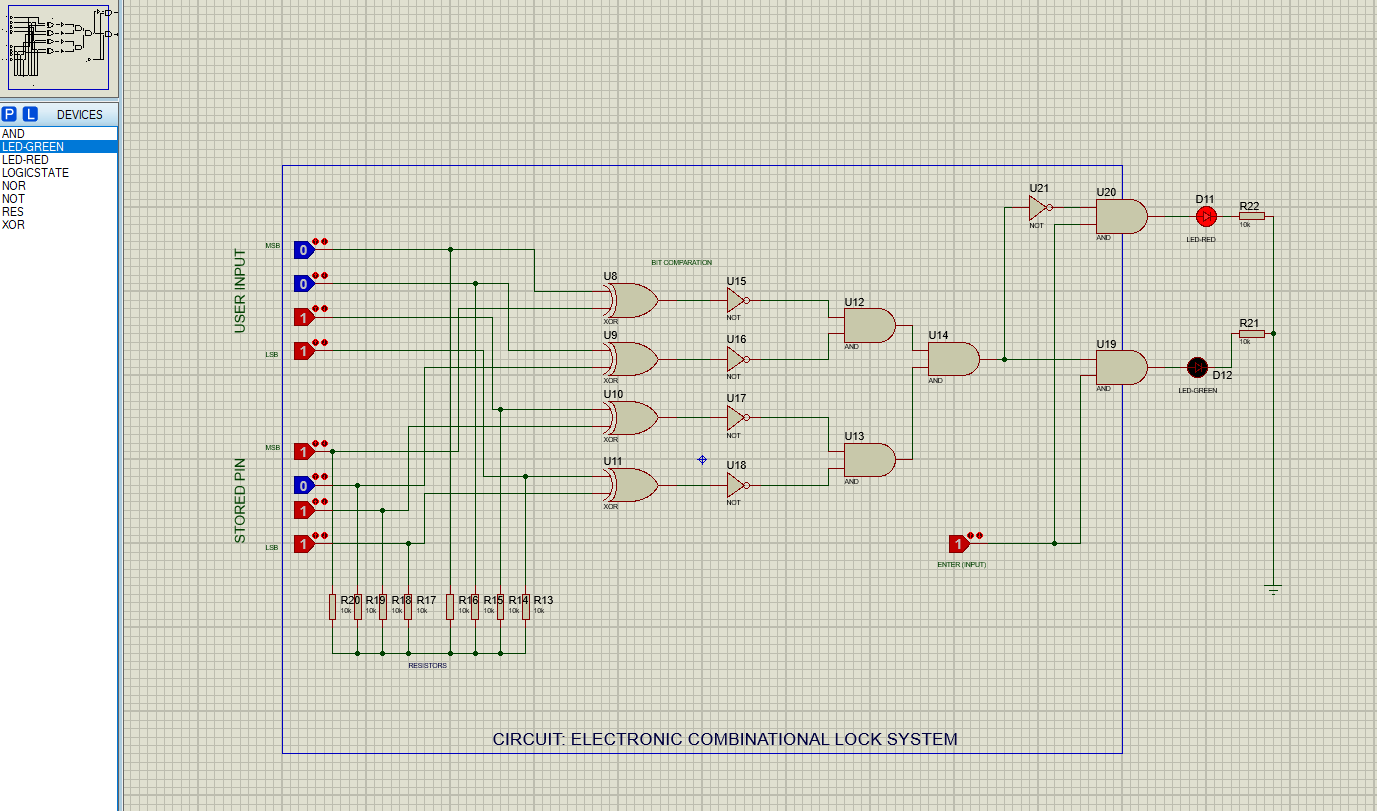 P L DEVICES
AND
LED-GREEN
LED-RED
LOGICSTATE
NOR
NOT
RES
XOR
USER INPUT
MSB
0
0
1
LSB
1
STORED PIN
MSB
1
0
1
LSB
1
BIT COMPARATION
U8
XOR
U9
XOR
U10
XOR
U11
XOR
U15
NOT
U16
NOT
U17
NOT
U18
NOT
U12
AND
U13
AND
U14
AND
U21
NOT
U20
AND
U19
AND
D11
LED-RED
R22
10k
R21
10k
D12
LED-GREEN
1
ENTER (INPUT)
R20
10k
R19
10k
R18
10k
R17
10k
R16
10k
R15
10k
R14
10k
R13
10k
RESISTORS
CIRCUIT: ELECTRONIC COMBINATIONAL LOCK SYSTEM